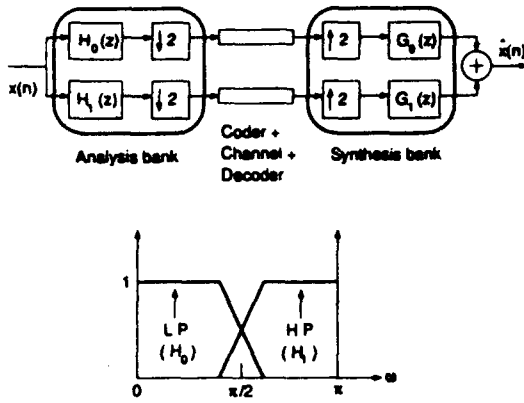 H₀(z) ↓2 ↑2 G₀(z)
x(n) + x̂(n)
H₁(z) ↓2 ↑2 G₁(z)
Analysis bank
Coder +
Channel +
Decoder
Synthesis bank
1
LP
(H₀)
HP
(H₁)
0 π/2 π ω